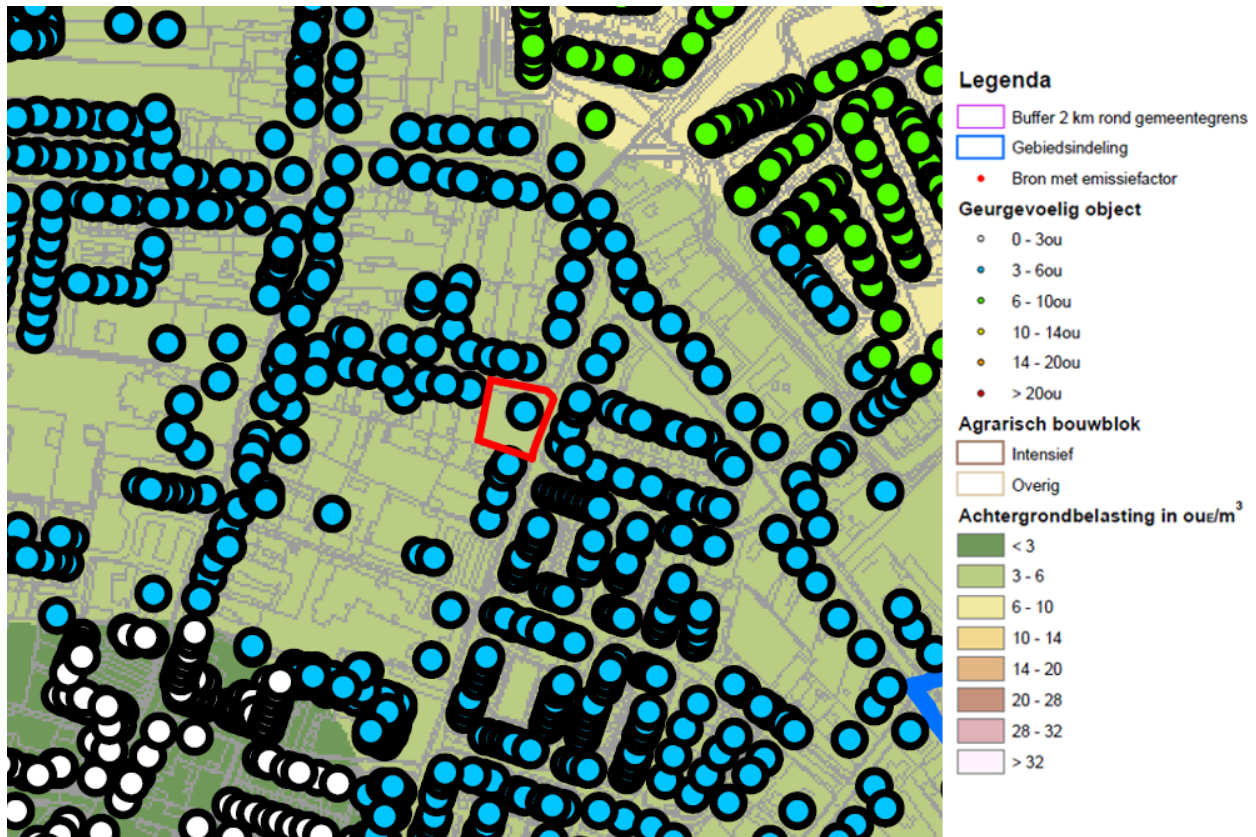 Legenda
Buffer 2 km rond gemeentegrens
Gebiedsindeling
Bron met emissiefactor
Geurgevoelig object
0 - 3ou
3 - 6ou
6 - 10ou
10 - 14ou
14 - 20ou
> 20ou
Agrarisch bouwblok
Intensief
Overig
Achtergrondbelasting in ouᴇ/m³
< 3
3 - 6
6 - 10
10 - 14
14 - 20
20 - 28
28 - 32
> 32